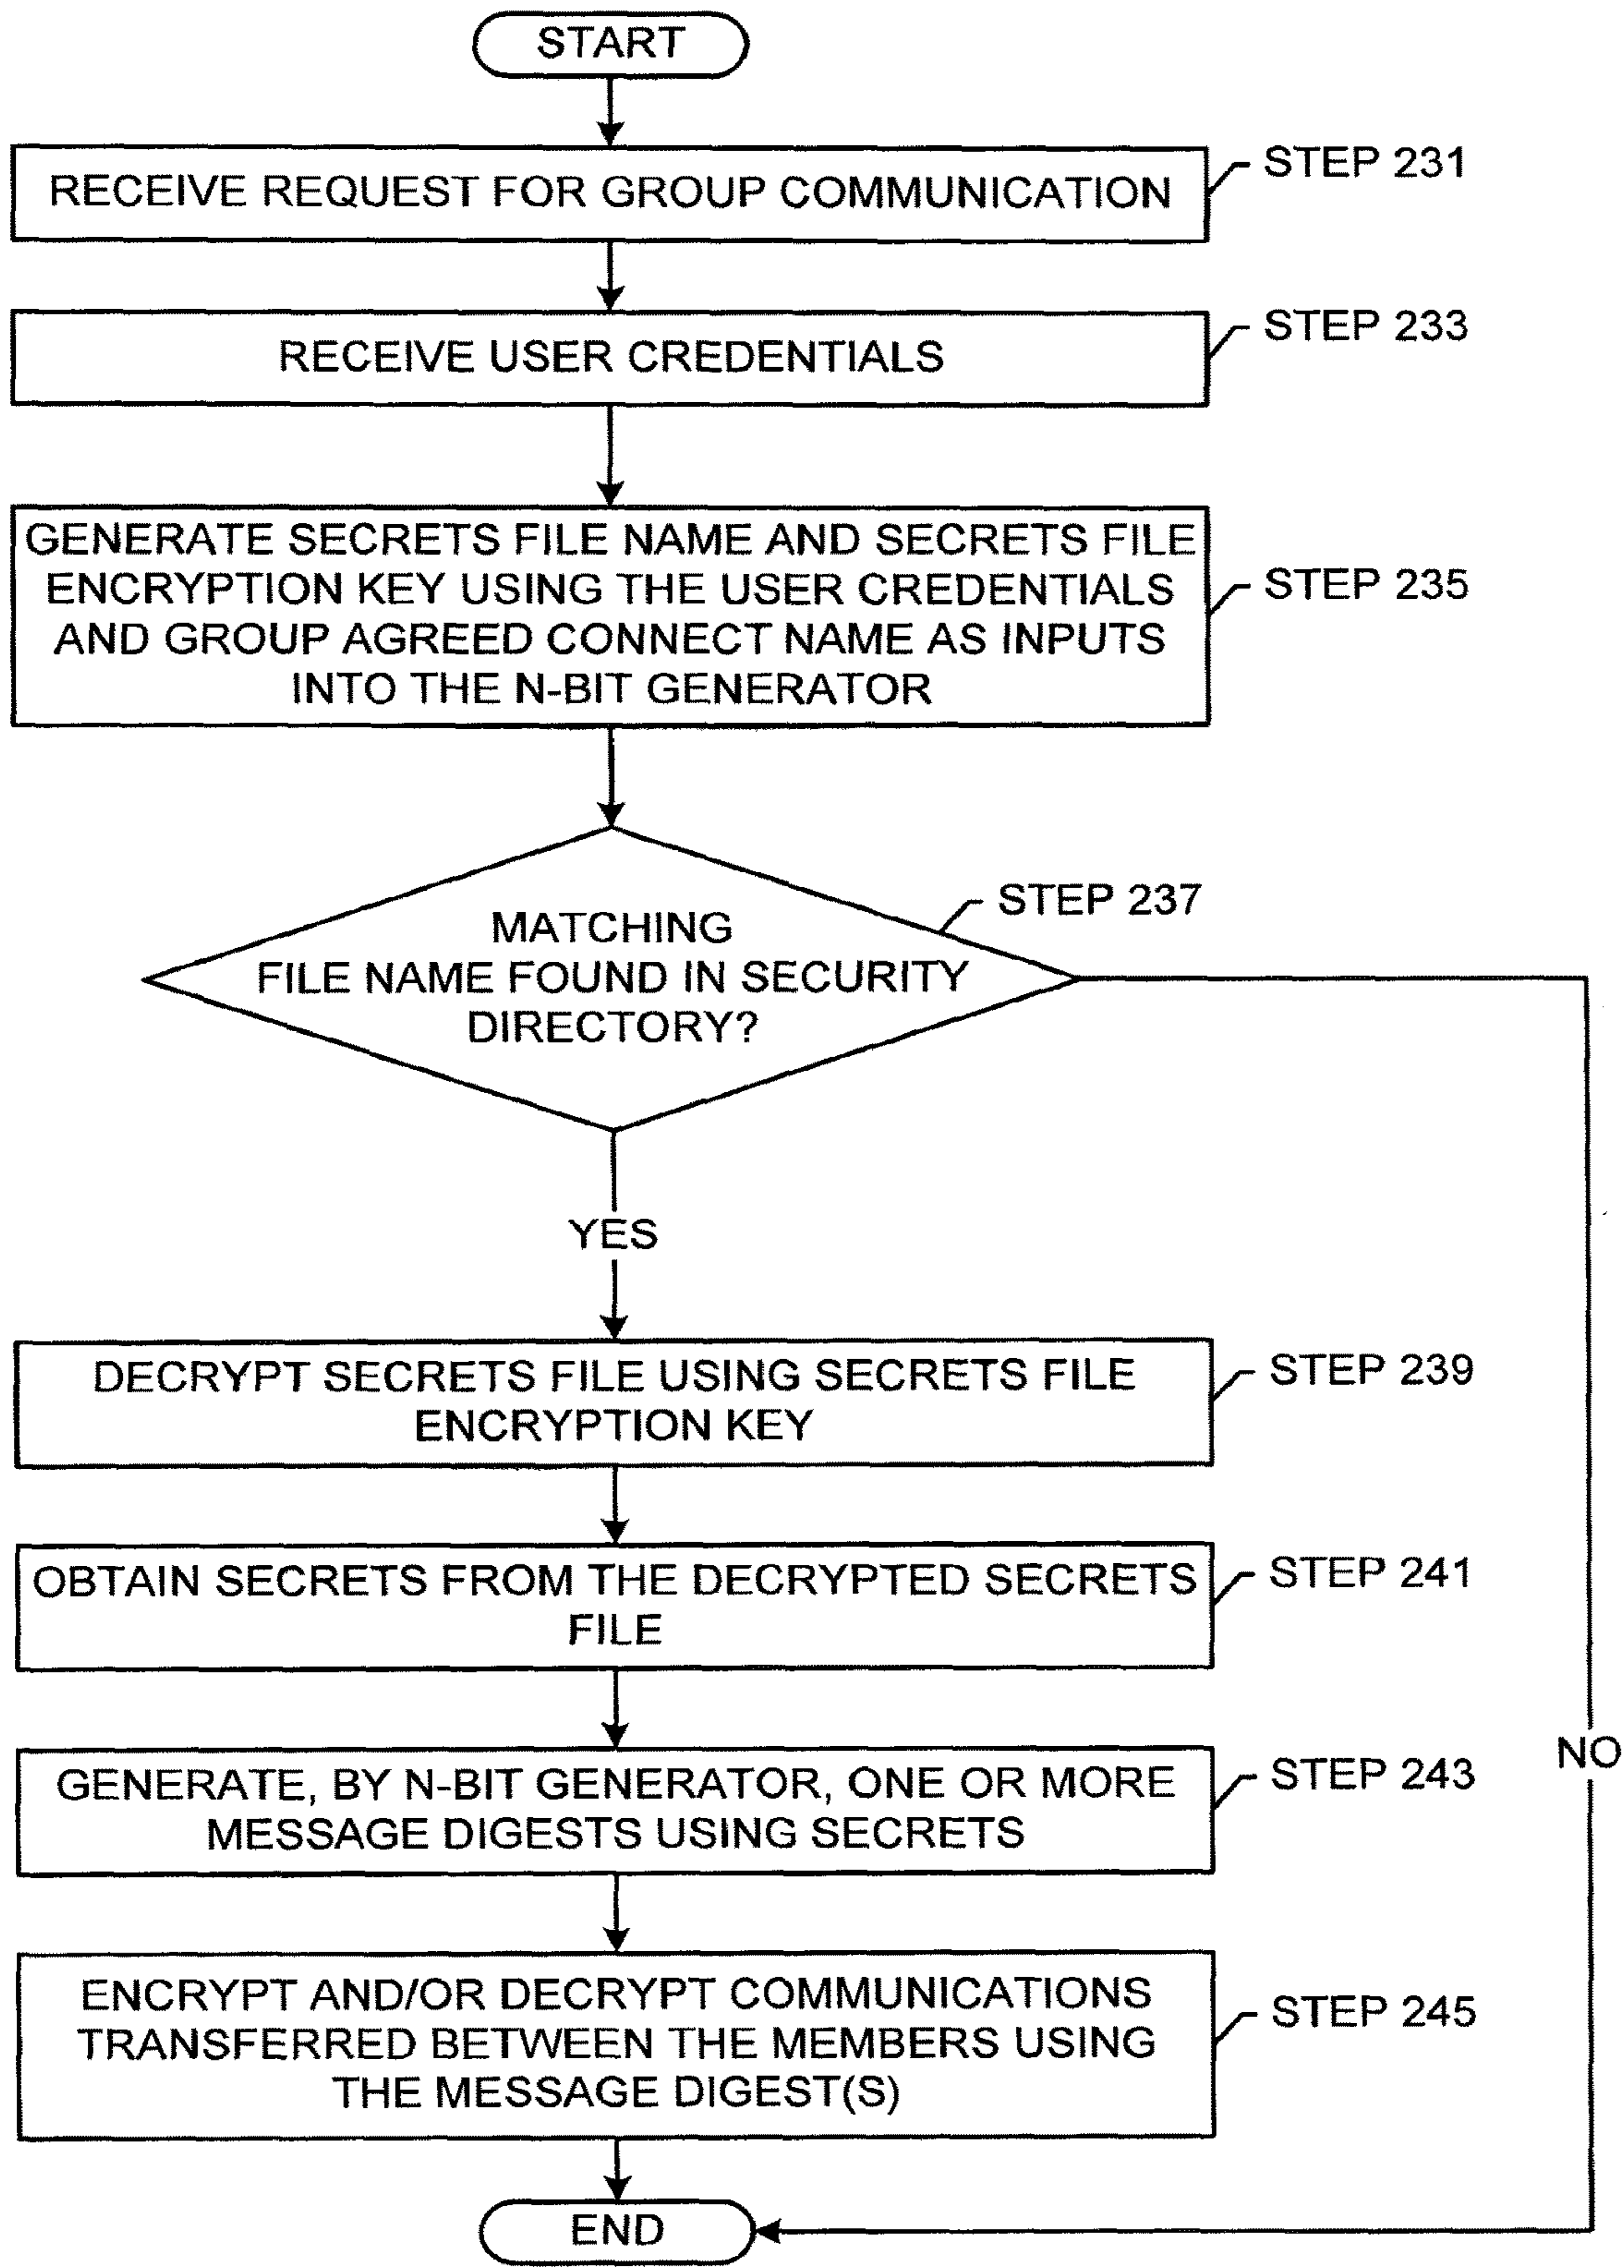 START
RECEIVE REQUEST FOR GROUP COMMUNICATION
STEP 231
RECEIVE USER CREDENTIALS
STEP 233
GENERATE SECRETS FILE NAME AND SECRETS FILE
ENCRYPTION KEY USING THE USER CREDENTIALS
AND GROUP AGREED CONNECT NAME AS INPUTS
INTO THE N-BIT GENERATOR
STEP 235
MATCHING
FILE NAME FOUND IN SECURITY
DIRECTORY?
STEP 237
YES
DECRYPT SECRETS FILE USING SECRETS FILE
ENCRYPTION KEY
STEP 239
OBTAIN SECRETS FROM THE DECRYPTED SECRETS
FILE
STEP 241
NO
GENERATE, BY N-BIT GENERATOR, ONE OR MORE
MESSAGE DIGESTS USING SECRETS
STEP 243
ENCRYPT AND/OR DECRYPT COMMUNICATIONS
TRANSFERRED BETWEEN THE MEMBERS USING
THE MESSAGE DIGEST(S)
STEP 245
END